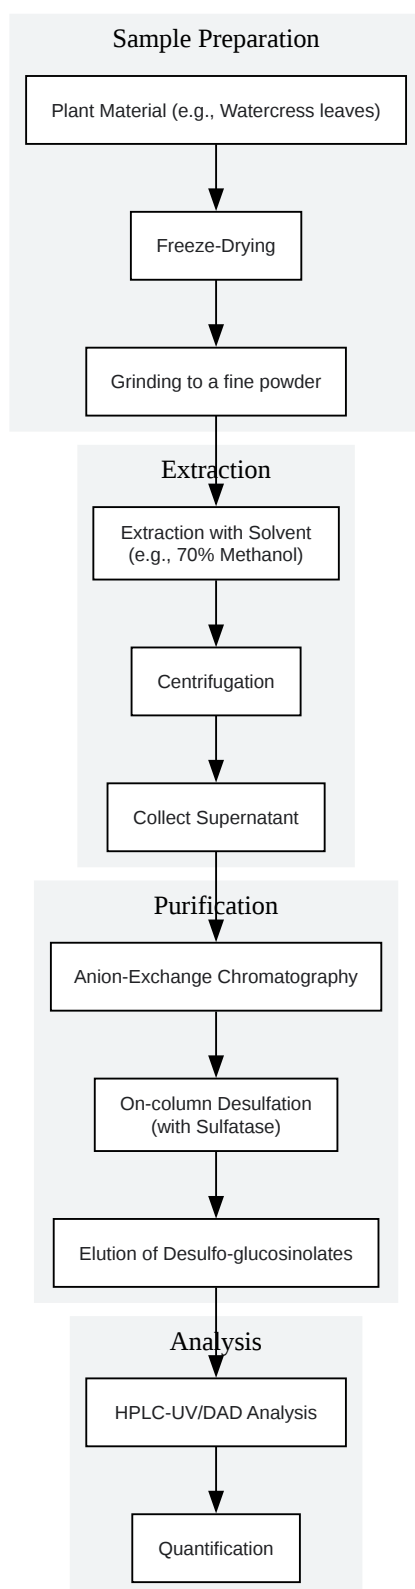 Sample Preparation
Plant Material (e.g., Watercress leaves)
Freeze-Drying
Grinding to a fine powder
Extraction
Extraction with Solvent
(e.g., 70% Methanol)
Centrifugation
Collect Supernatant
Purification
Anion-Exchange Chromatography
On-column Desulfation
(with Sulfatase)
Elution of Desulfo-glucosinolates
Analysis
HPLC-UV/DAD Analysis
Quantification